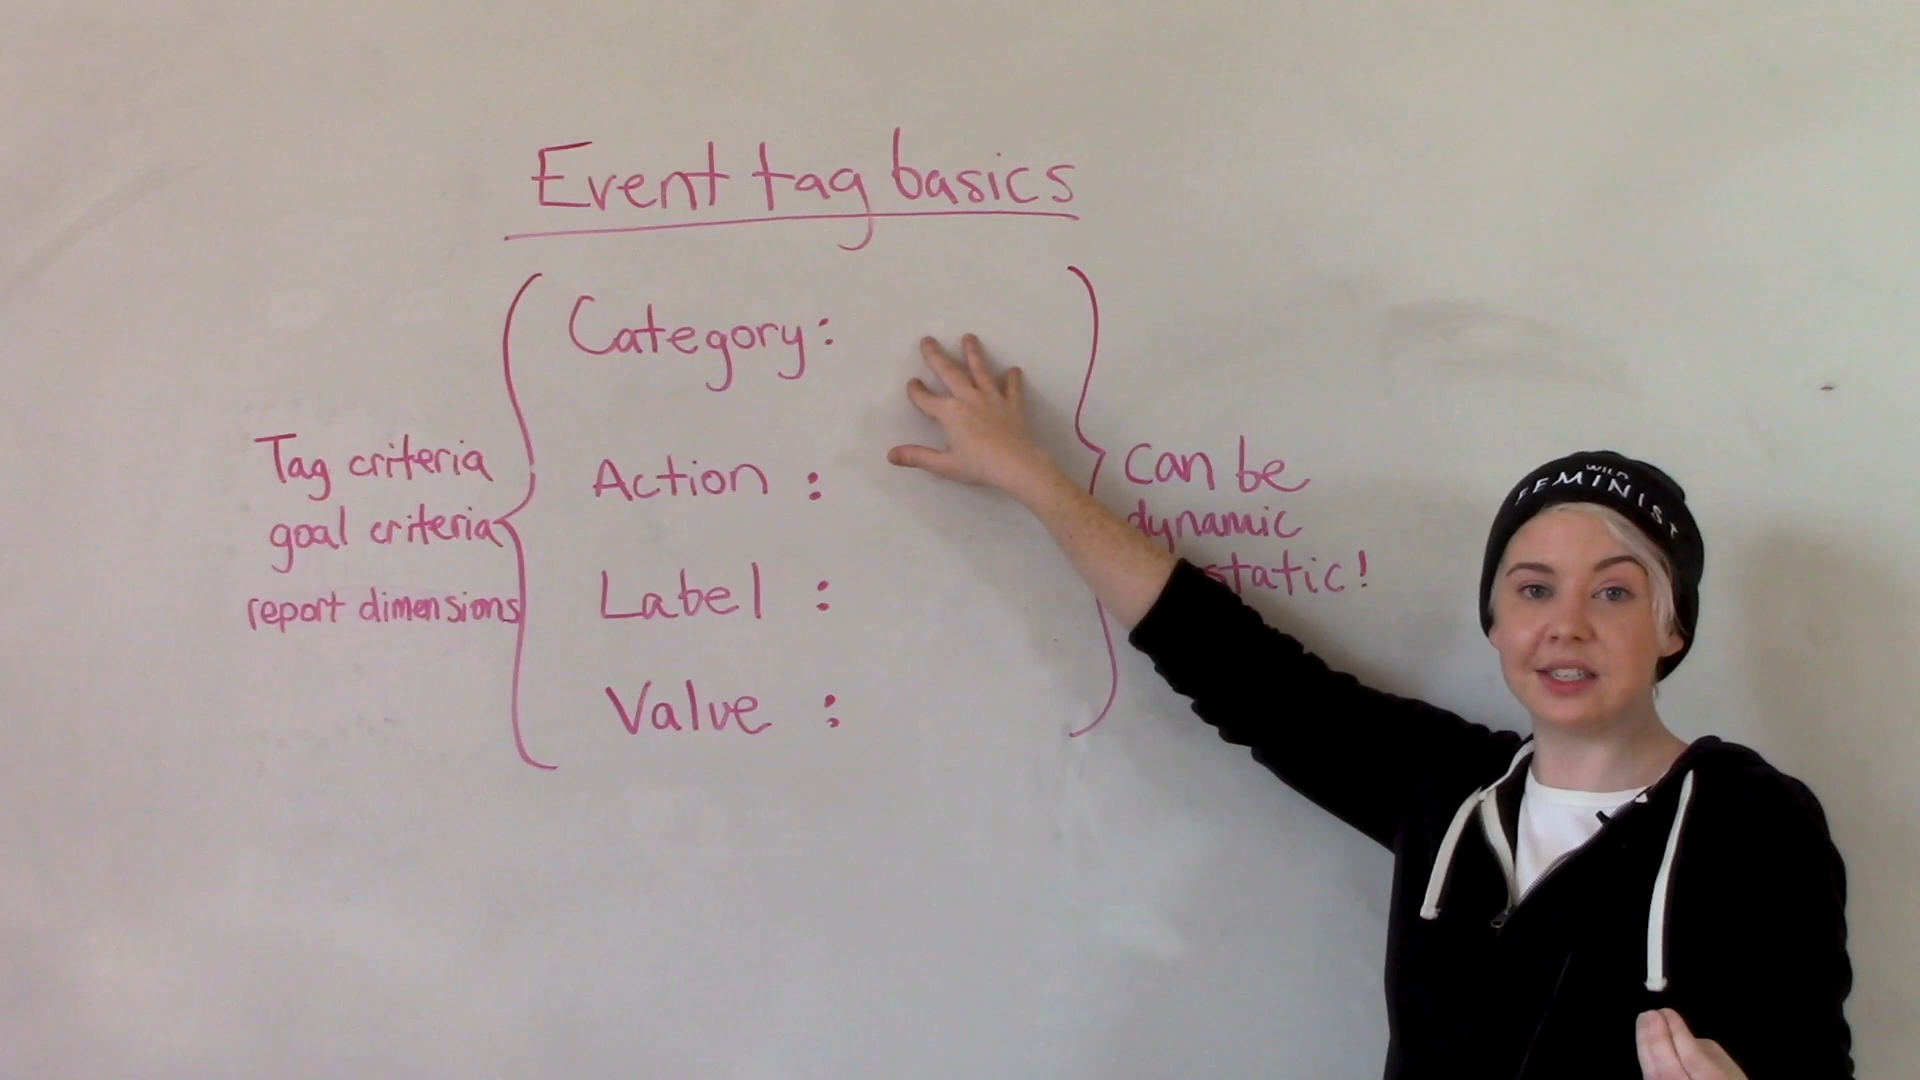 Event tag basics
Category:
Action :
Label :
Value :
Tag criteria
goal criteria
report dimensions
can be
dynamic
static!
WILD
FEMINIST